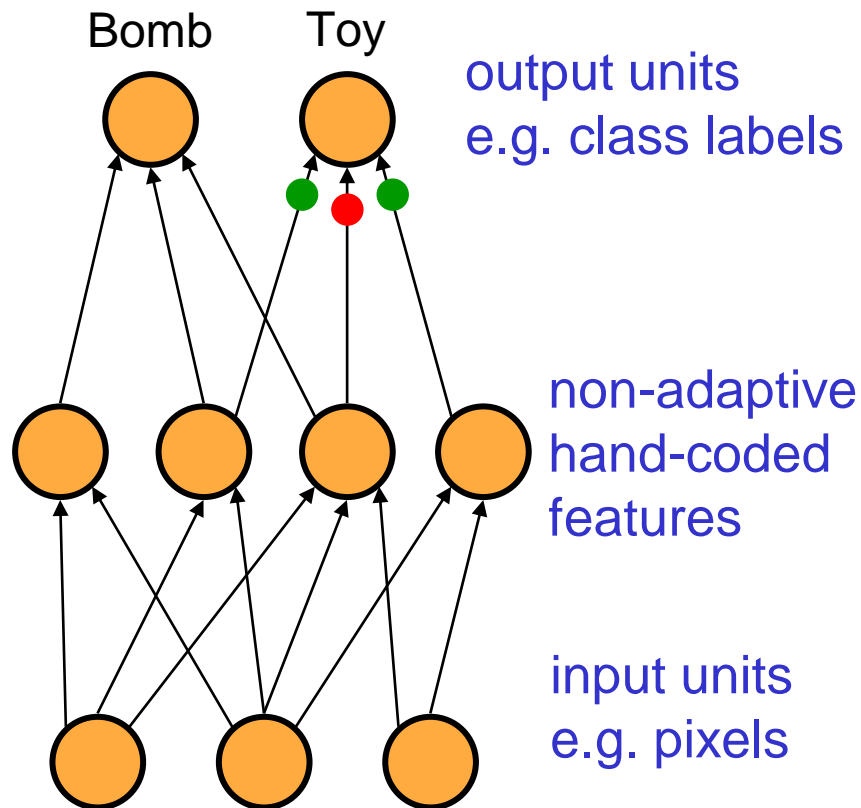 Bomb Toy
output units
e.g. class labels
non-adaptive
hand-coded
features
input units
e.g. pixels